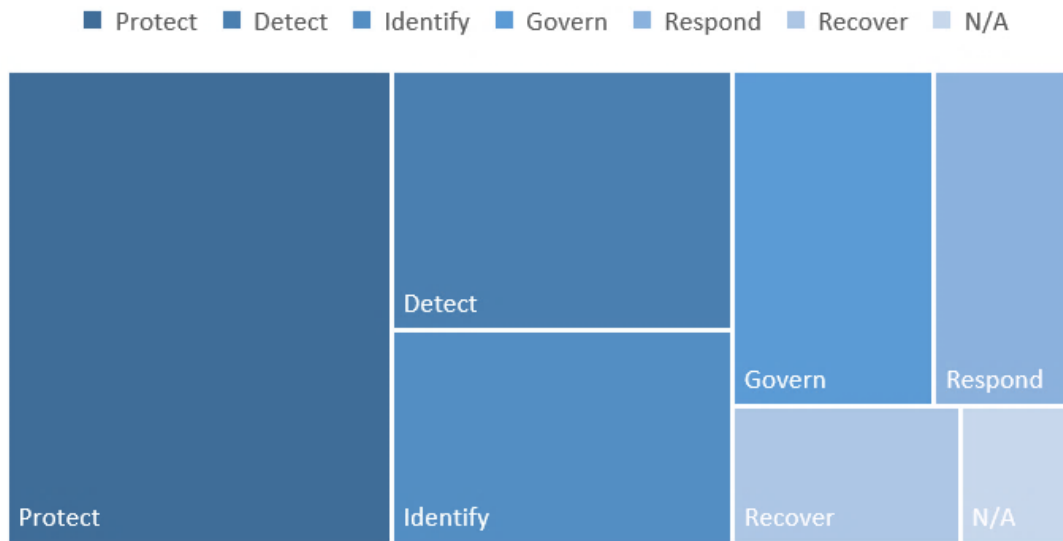 Protect Detect Identify Govern Respond Recover N/A
Detect
Govern
Respond
Protect
Identify
Recover
N/A